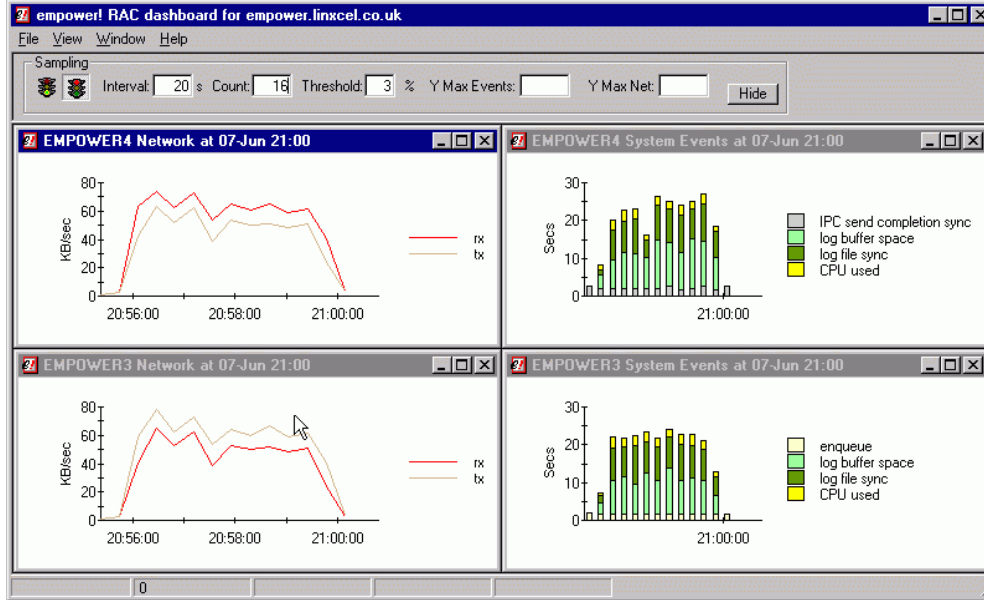 empower! RAC dashboard for empower.linxcel.co.uk
File View Window Help
Sampling
Interval: 20 s Count: 16 Threshold: 3 % Y Max Events: Y Max Net: Hide
EMPOWER4 Network at 07-Jun 21:00
80
60
40
20
0
KB/sec
20:56:00 20:58:00 21:00:00
rx
tx
EMPOWER4 System Events at 07-Jun 21:00
30
20
10
0
Secs
21:00:00
IPC send completion sync
log buffer space
log file sync
CPU used
EMPOWER3 Network at 07-Jun 21:00
80
60
40
20
0
KB/sec
20:56:00 20:58:00 21:00:00
rx
tx
EMPOWER3 System Events at 07-Jun 21:00
30
20
10
0
Secs
21:00:00
enqueue
log buffer space
log file sync
CPU used
0